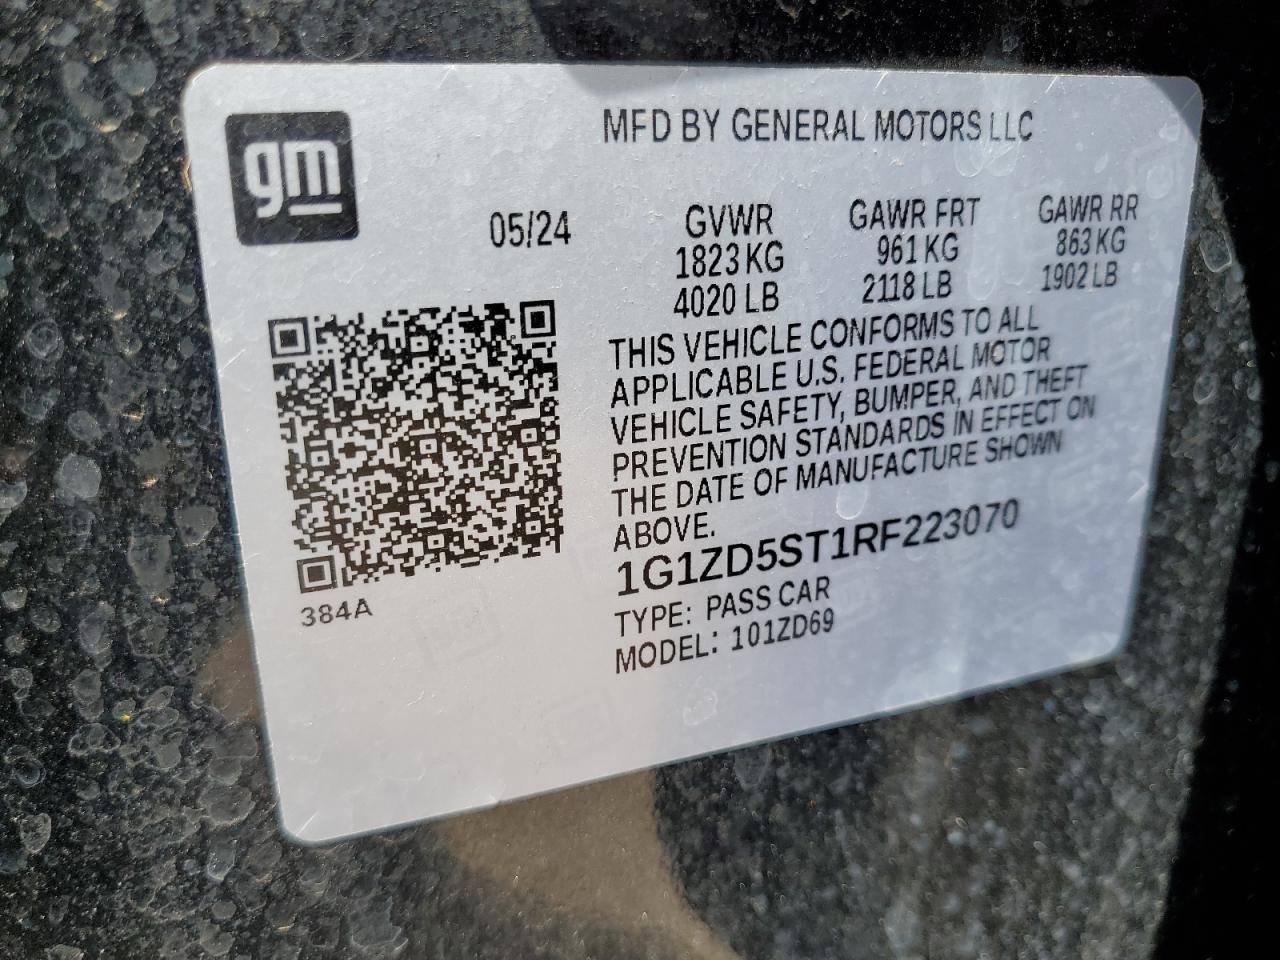 gm
MFD BY GENERAL MOTORS LLC
05/24
GVWR
1823 KG
4020 LB
GAWR FRT
961 KG
2118 LB
GAWR RR
863 KG
1902 LB
THIS VEHICLE CONFORMS TO ALL
APPLICABLE U.S. FEDERAL MOTOR
VEHICLE SAFETY, BUMPER, AND THEFT
PREVENTION STANDARDS IN EFFECT ON
THE DATE OF MANUFACTURE SHOWN
ABOVE.
1G1ZD5ST1RF223070
TYPE: PASS CAR
MODEL: 101ZD69
384A